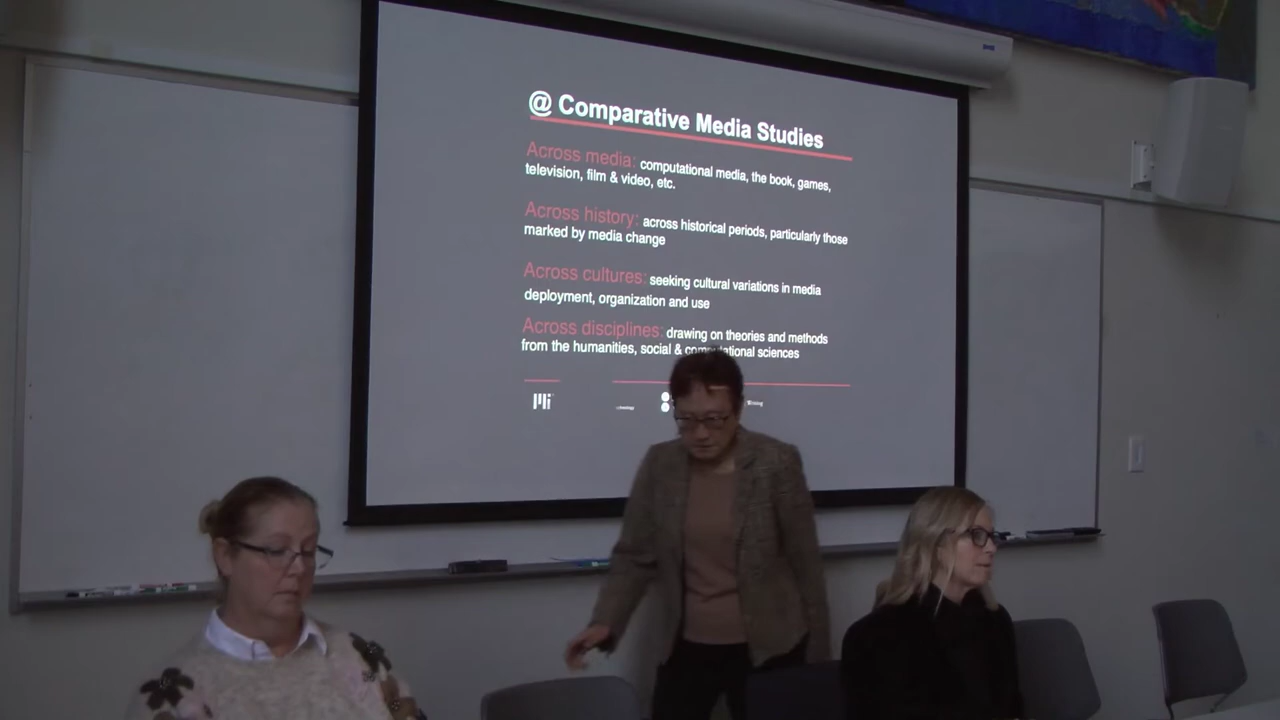 @ Comparative Media Studies
Across media: computational media, the book, games,
television, film & video, etc.
Across history: across historical periods, particularly those
marked by media change
Across cultures: seeking cultural variations in media
deployment, organization and use
Across disciplines: drawing on theories and methods
from the humanities, social & computational sciences